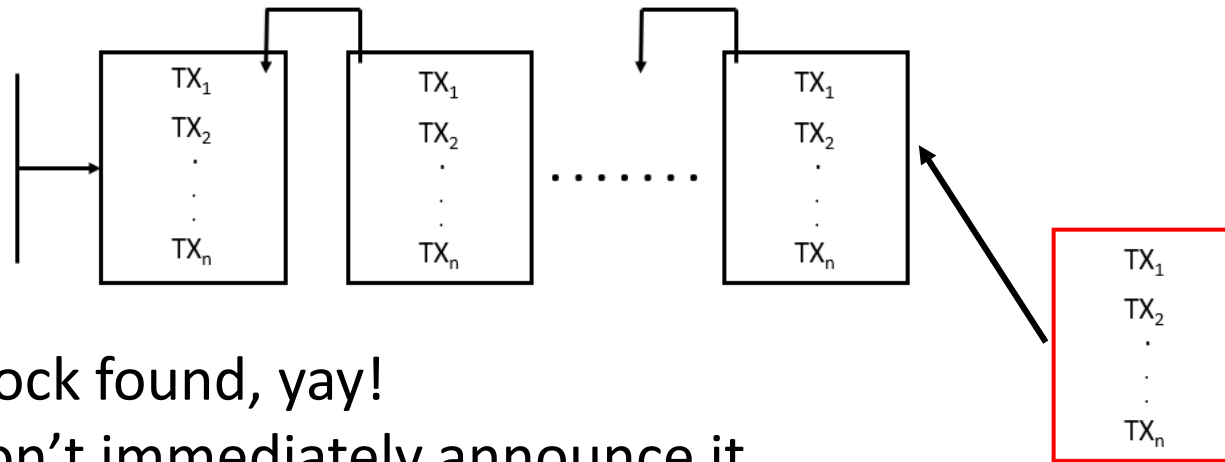 TX₁
TX₂
.
.
.
TXₙ
TX₁
TX₂
.
.
.
TXₙ
.......
TX₁
TX₂
.
.
.
TXₙ
TX₁
TX₂
.
.
.
TXₙ
ock found, yay!
on't immediately announce it